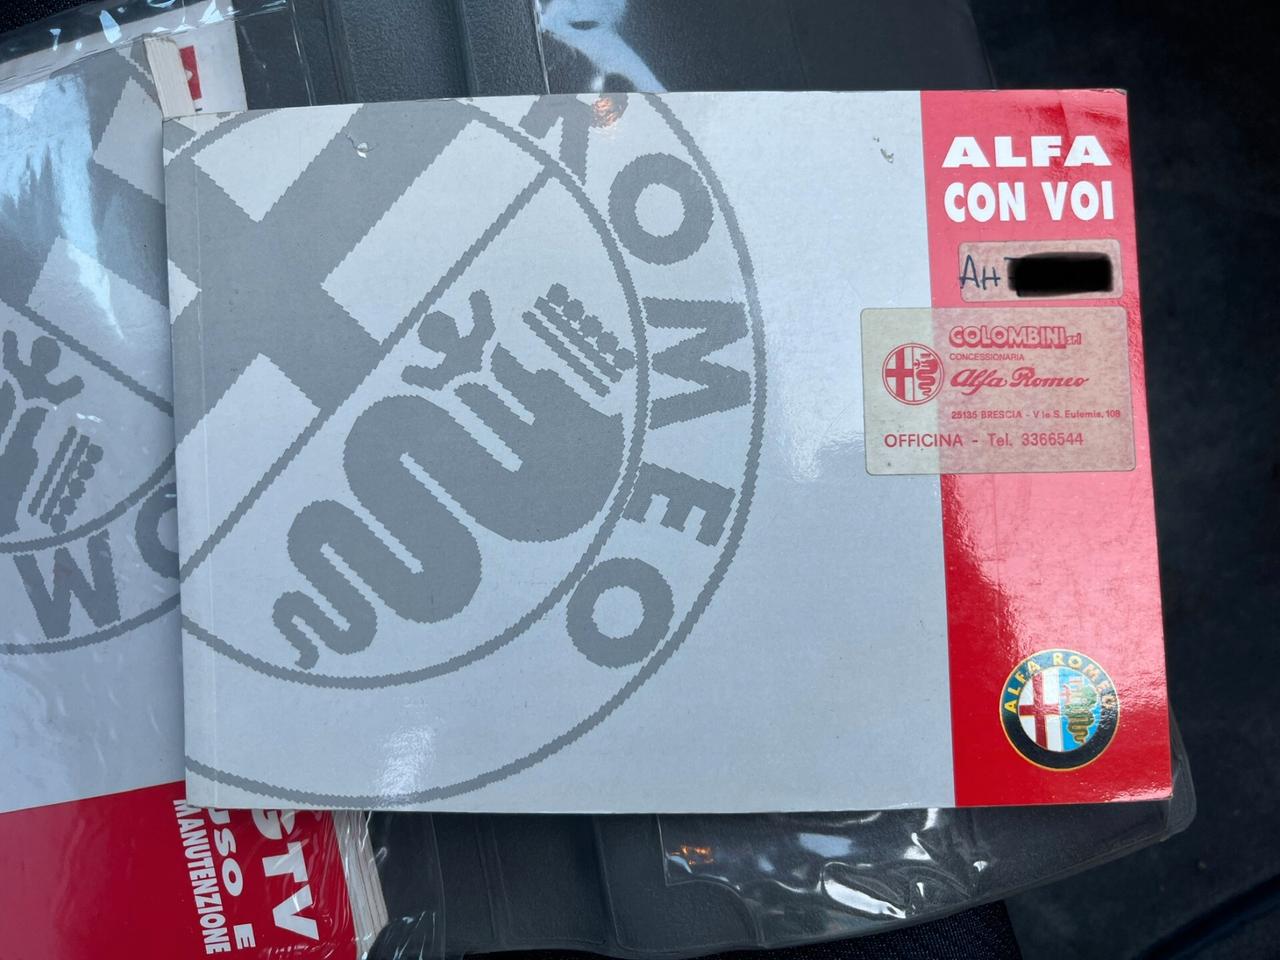 ALFA
CON VOI
AH
COLOMBINI srl
CONCESSIONARIA
Alfa Romeo
25135 BRESCIA - V le S. Eufemia, 108
OFFICINA - Tel. 3366544
ROMEO
ALFA ROMEO
GTV
USO E
MANUTENZIONE
OM